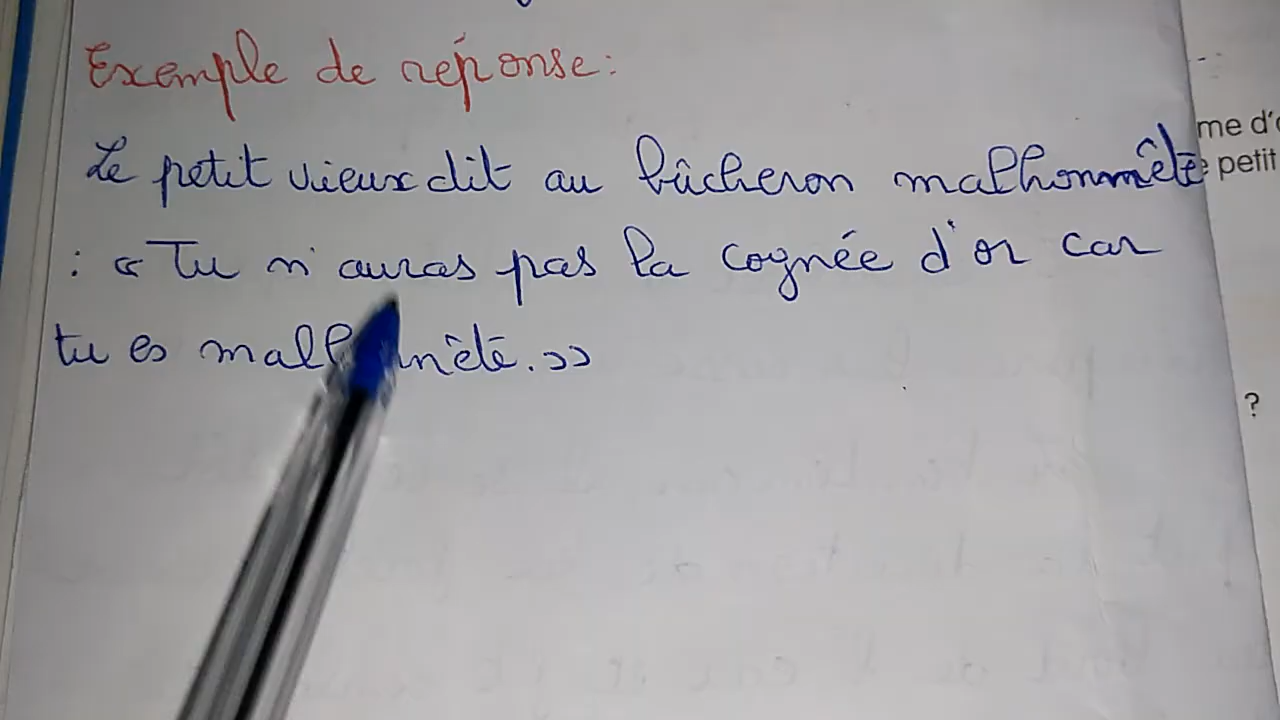 Exemple de réponse:
Le petit vieux dit au bûcheron malhonnête
: « Tu n'auras pas la cognée d'or car
tu es malhonnête. »
me d'
petit
?